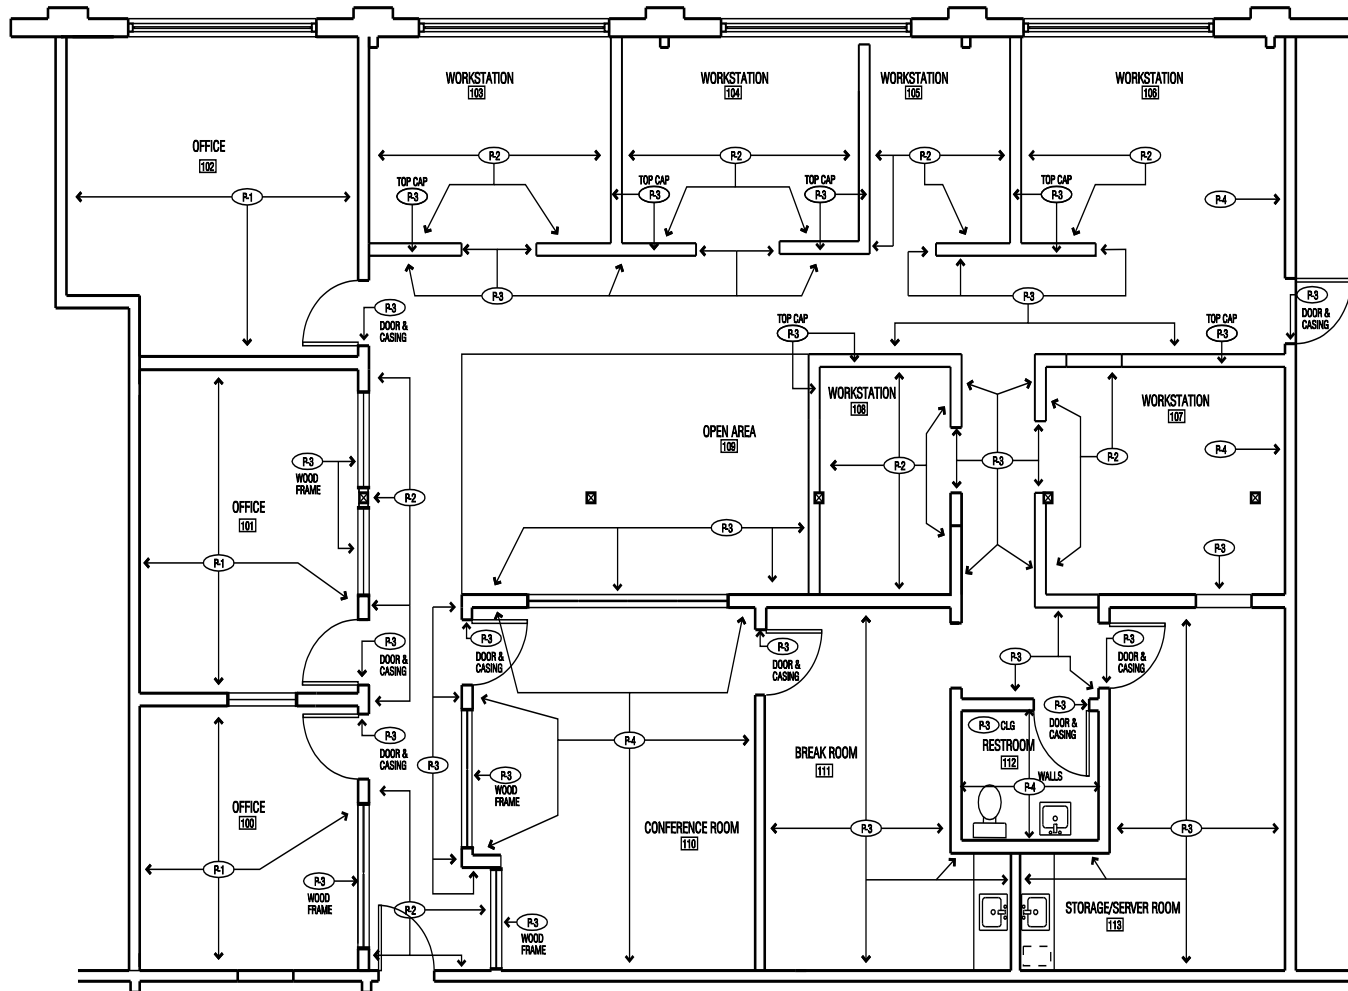 WORKSTATION
103
WORKSTATION
104
WORKSTATION
105
WORKSTATION
106
OFFICE
102
P-2
P-2
P-2
P-2
P-1
TOP CAP
P-3
TOP CAP
P-3
P-3
TOP CAP
P-3
TOP CAP
P-4
P-3
P-3
P-3
DOOR &
CASING
P-3
DOOR &
CASING
TOP CAP
P-3
TOP CAP
P-3
WORKSTATION
108
WORKSTATION
107
OPEN AREA
109
P-3
WOOD
FRAME
P-2
P-2
P-3
P-2
P-4
OFFICE
101
P-3
P-3
P-1
P-3
DOOR &
CASING
P-3
DOOR &
CASING
P-3
DOOR &
CASING
P-3
P-3
DOOR &
CASING
P-3
DOOR &
CASING
P-3
P-4
P-3
CLG
RESTROOM
112
P-3
DOOR &
CASING
BREAK ROOM
111
WALLS
P-4
P-3
WOOD
FRAME
OFFICE
100
CONFERENCE ROOM
110
P-3
P-3
P-1
P-3
WOOD
FRAME
P-2
P-3
WOOD
FRAME
STORAGE/SERVER ROOM
113